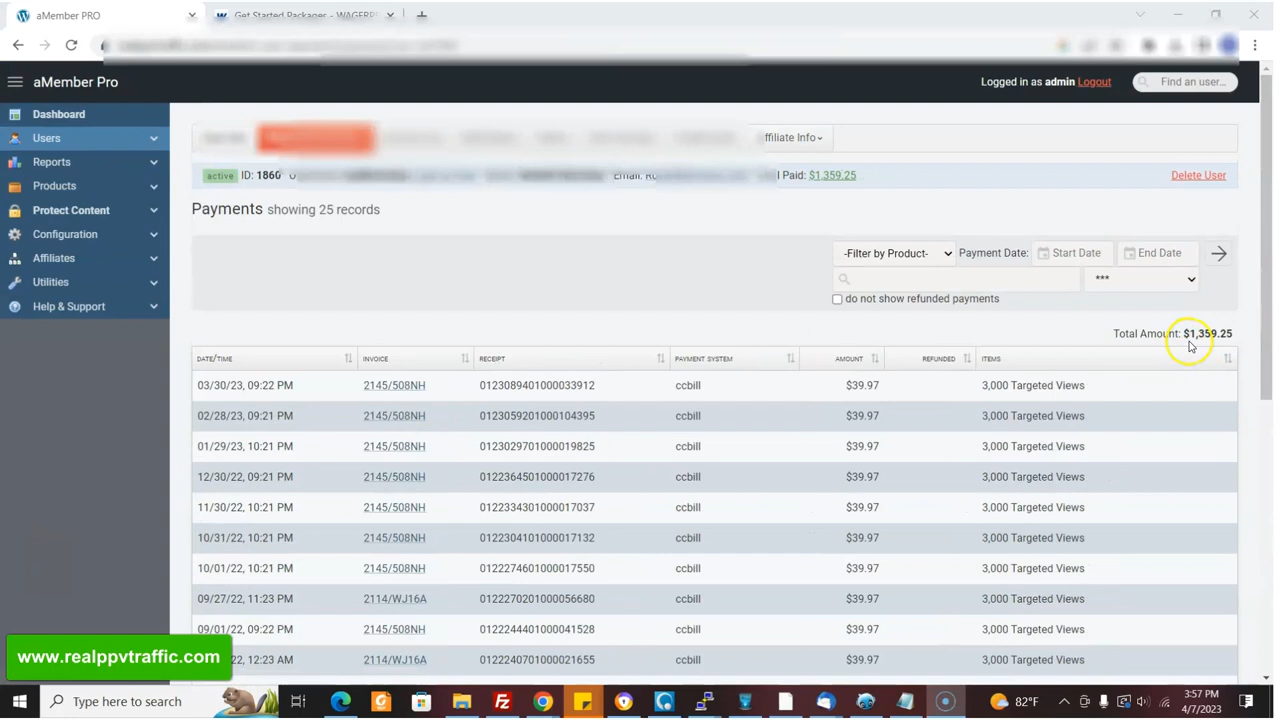 aMember PRO
Get Started Packages - WAGERP
aMember Pro
Logged in as admin Logout
Find an user...
Dashboard
Users
Reports
Products
Protect Content
Configuration
Affiliates
Utilities
Help & Support
ffiliate Info
active ID: 1860 Email: l Paid: $1,359.25 Delete User
Payments showing 25 records
-Filter by Product- Payment Date: Start Date End Date
***
do not show refunded payments
Total Amount: $1,359.25
DATE/TIME INVOICE RECEIPT PAYMENT SYSTEM AMOUNT REFUNDED ITEMS
03/30/23, 09:22 PM 2145/508NH 0123089401000033912 ccbill $39.97 3,000 Targeted Views
02/28/23, 09:21 PM 2145/508NH 0123059201000104395 ccbill $39.97 3,000 Targeted Views
01/29/23, 10:21 PM 2145/508NH 0123029701000019825 ccbill $39.97 3,000 Targeted Views
12/30/22, 09:21 PM 2145/508NH 0122364501000017276 ccbill $39.97 3,000 Targeted Views
11/30/22, 10:21 PM 2145/508NH 0122334301000017037 ccbill $39.97 3,000 Targeted Views
10/31/22, 10:21 PM 2145/508NH 0122304101000017132 ccbill $39.97 3,000 Targeted Views
10/01/22, 10:21 PM 2145/508NH 0122274601000017550 ccbill $39.97 3,000 Targeted Views
09/27/22, 11:23 PM 2114/WJ16A 0122270201000056680 ccbill $39.97 3,000 Targeted Views
09/01/22, 09:22 PM 2145/508NH 0122244401000041528 ccbill $39.97 3,000 Targeted Views
22, 12:23 AM 2114/WJ16A 0122240701000021655 ccbill $39.97 3,000 Targeted Views
www.realppvtraffic.com
Type here to search
82°F
3:57 PM
4/7/2023